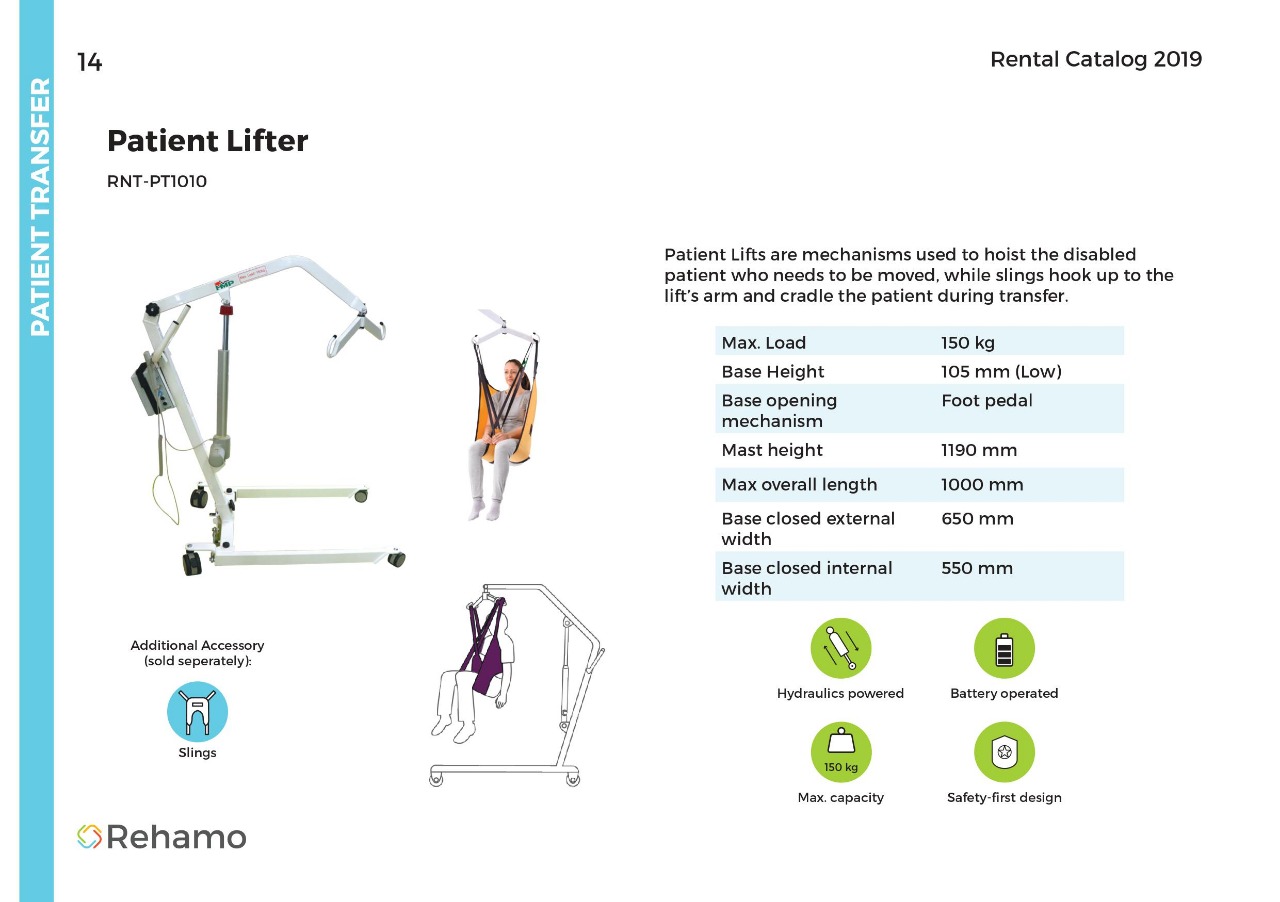 14
Rental Catalog 2019
PATIENT TRANSFER
Patient Lifter
RNT-PT1010
Patient Lifts are mechanisms used to hoist the disabled
patient who needs to be moved, while slings hook up to the
lift's arm and cradle the patient during transfer.
Max. Load 150 kg
Base Height 105 mm (Low)
Base opening Foot pedal
mechanism
Mast height 1190 mm
Max overall length 1000 mm
Base closed external 650 mm
width
Base closed internal 550 mm
width
Additional Accessory
(sold seperately):
Slings
Hydraulics powered
Battery operated
150 kg
Max. capacity
Safety-first design
Rehamo